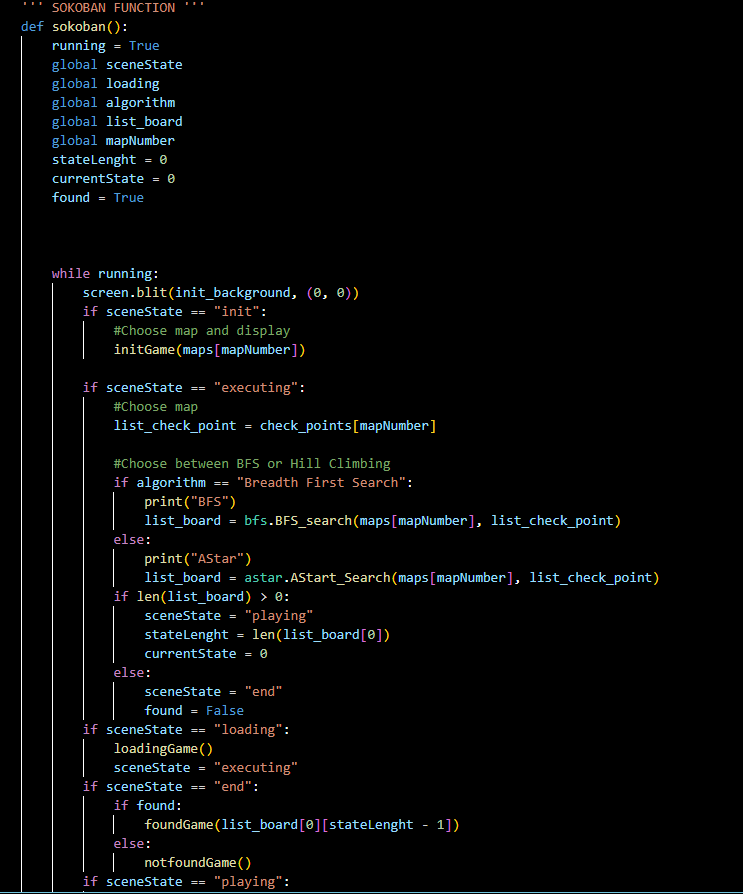 ''' SOKOBAN FUNCTION '''
def sokoban():
    running = True
    global sceneState
    global loading
    global algorithm
    global list_board
    global mapNumber
    stateLenght = 0
    currentState = 0
    found = True

    while running:
        screen.blit(init_background, (0, 0))
        if sceneState == "init":
            #Choose map and display
            initGame(maps[mapNumber])

        if sceneState == "executing":
            #Choose map
            list_check_point = check_points[mapNumber]

            #Choose between BFS or Hill Climbing
            if algorithm == "Breadth First Search":
                print("BFS")
                list_board = bfs.BFS_search(maps[mapNumber], list_check_point)
            else:
                print("AStar")
                list_board = astar.AStart_Search(maps[mapNumber], list_check_point)
            if len(list_board) > 0:
                sceneState = "playing"
                stateLenght = len(list_board[0])
                currentState = 0
            else:
                sceneState = "end"
                found = False
        if sceneState == "loading":
            loadingGame()
            sceneState = "executing"
        if sceneState == "end":
            if found:
                foundGame(list_board[0][stateLenght - 1])
            else:
                notfoundGame()
        if sceneState == "playing":